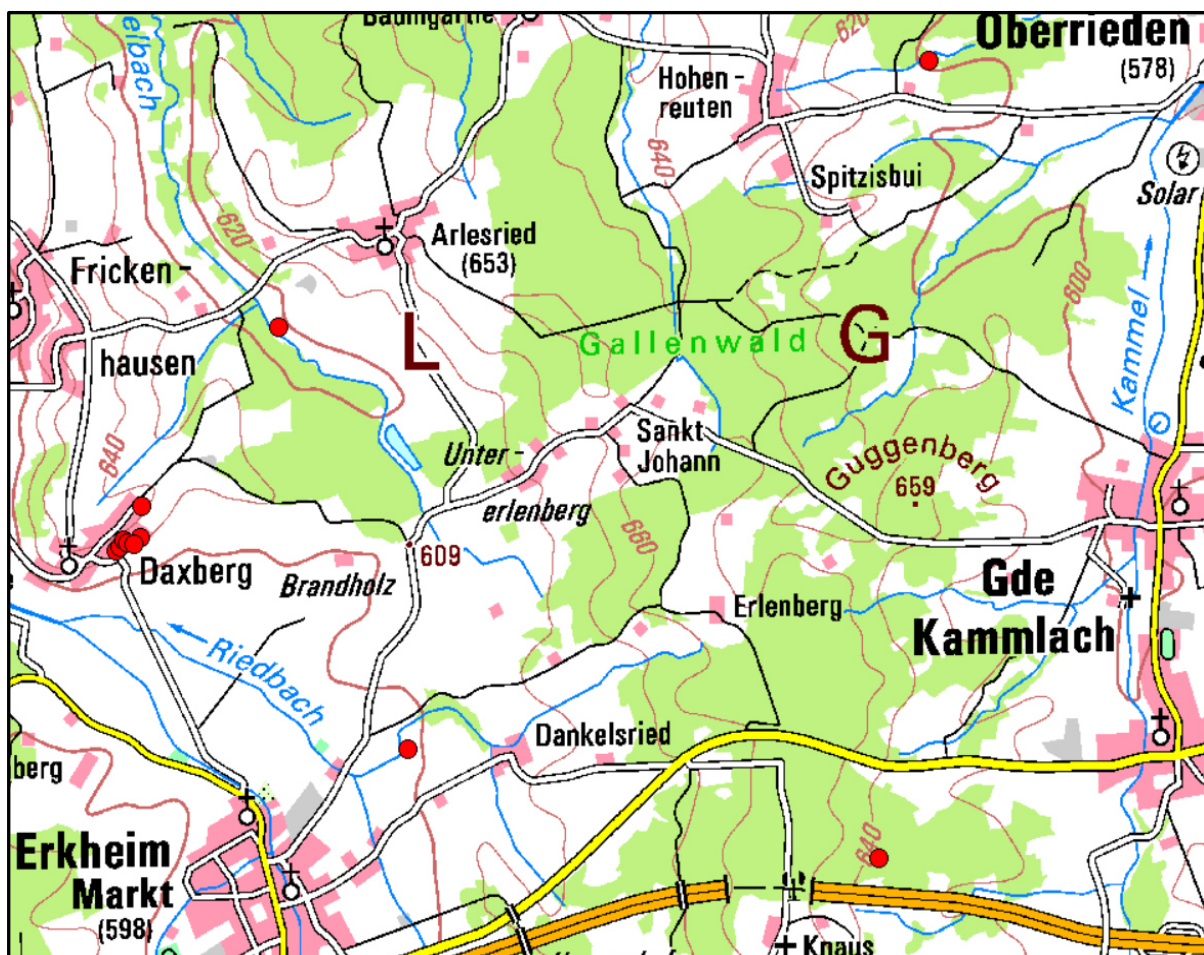 Baumgärtle
elbach
Oberrieden
(578)
Hohen-
reuten
620
640
Spitzisbui
Solar
Arlesried
(653)
620
Fricken-
hausen
L
Gallenwald
G
600
Kammel
640
Unter-
erlenberg
Sankt
Johann
Guggenberg
659
660
609
Daxberg
Brandholz
Erlenberg
Gde
Kammlach
Riedbach
Dankelsried
berg
Erkheim
Markt
(598)
640
Knaus